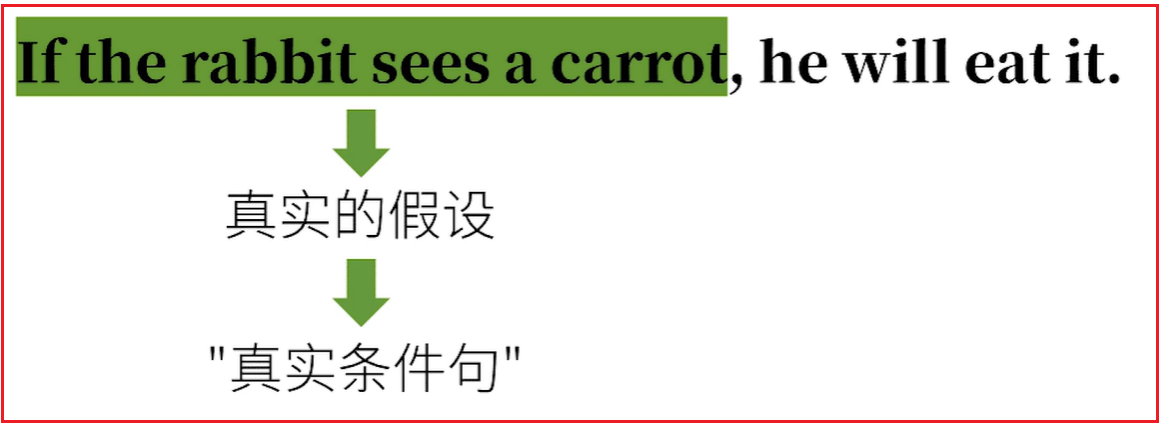 If the rabbit sees a carrot, he will eat it.
真实的假设
"真实条件句"